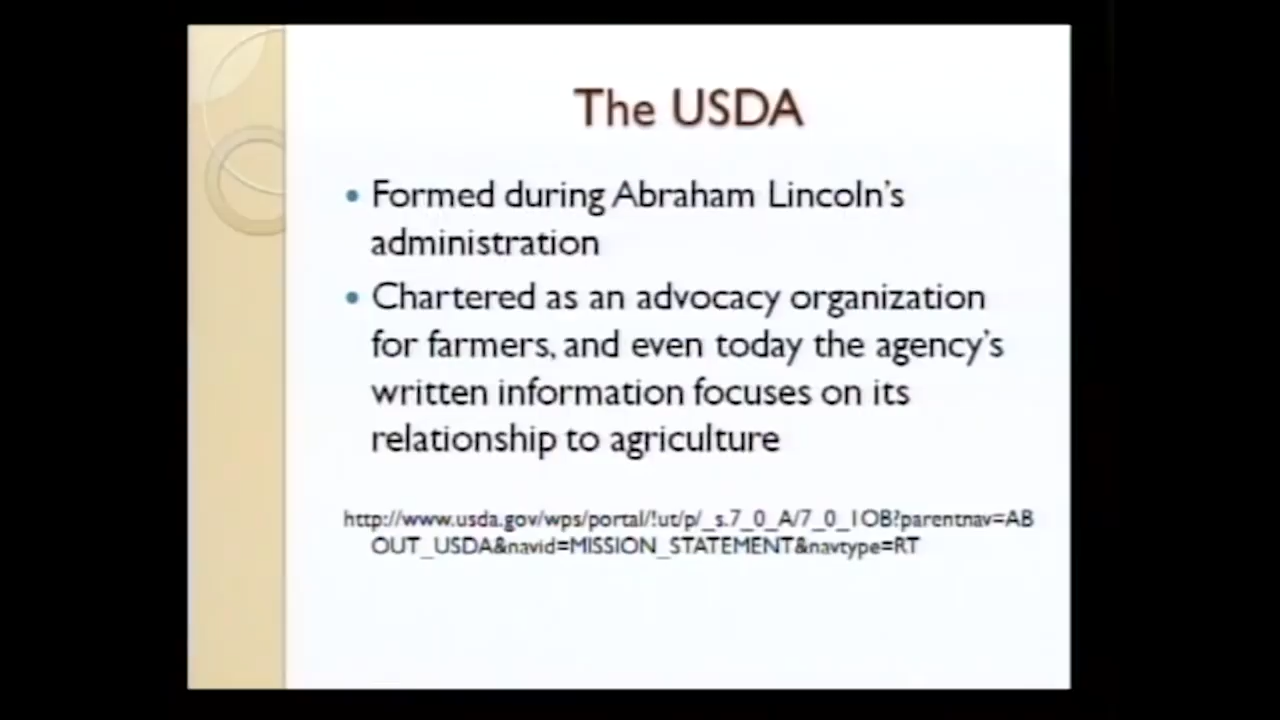 The USDA
• Formed during Abraham Lincoln's
administration
• Chartered as an advocacy organization
for farmers, and even today the agency's
written information focuses on its
relationship to agriculture
http://www.usda.gov/wps/portal/!ut/p/_s.7_0_A/7_0_1OB?parentnav=AB
OUT_USDA&navid=MISSION_STATEMENT&navtype=RT